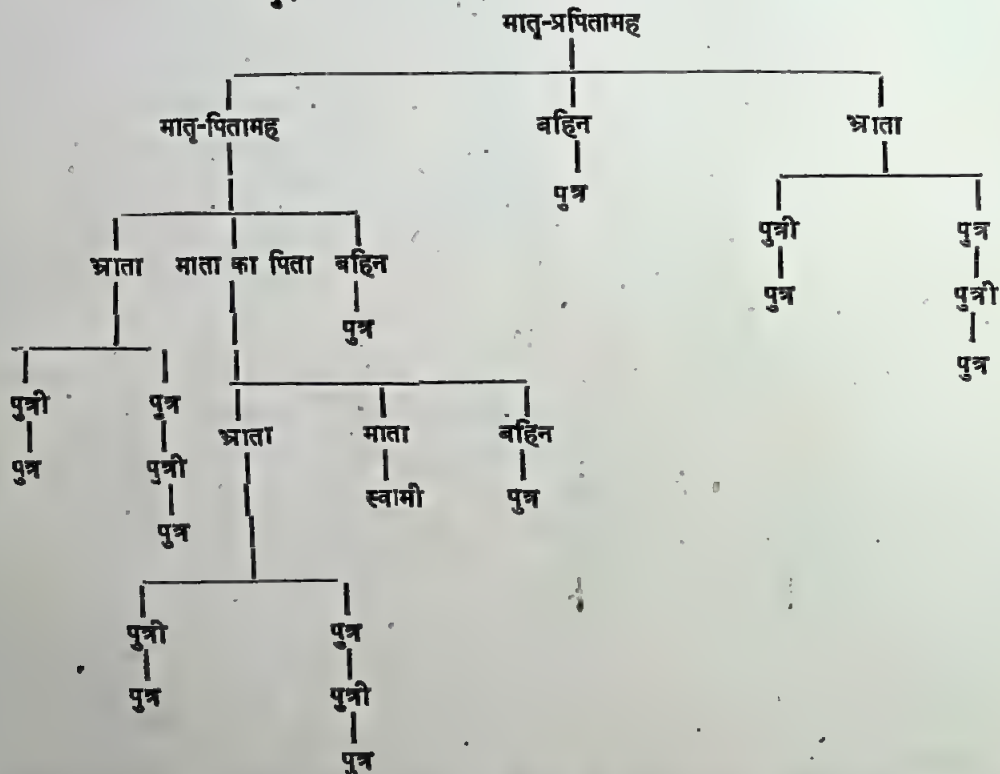 मातृ-प्रपितामह
मातृ-पितामह बहिन भ्राता
पुत्र
पुत्री पुत्र
भ्राता माता का पिता बहिन
पुत्र पुत्री
पुत्र
पुत्र
पुत्री पुत्र
भ्राता माता बहिन
पुत्र पुत्री
स्वामी पुत्र
पुत्र
पुत्री पुत्र
पुत्र पुत्री
पुत्र